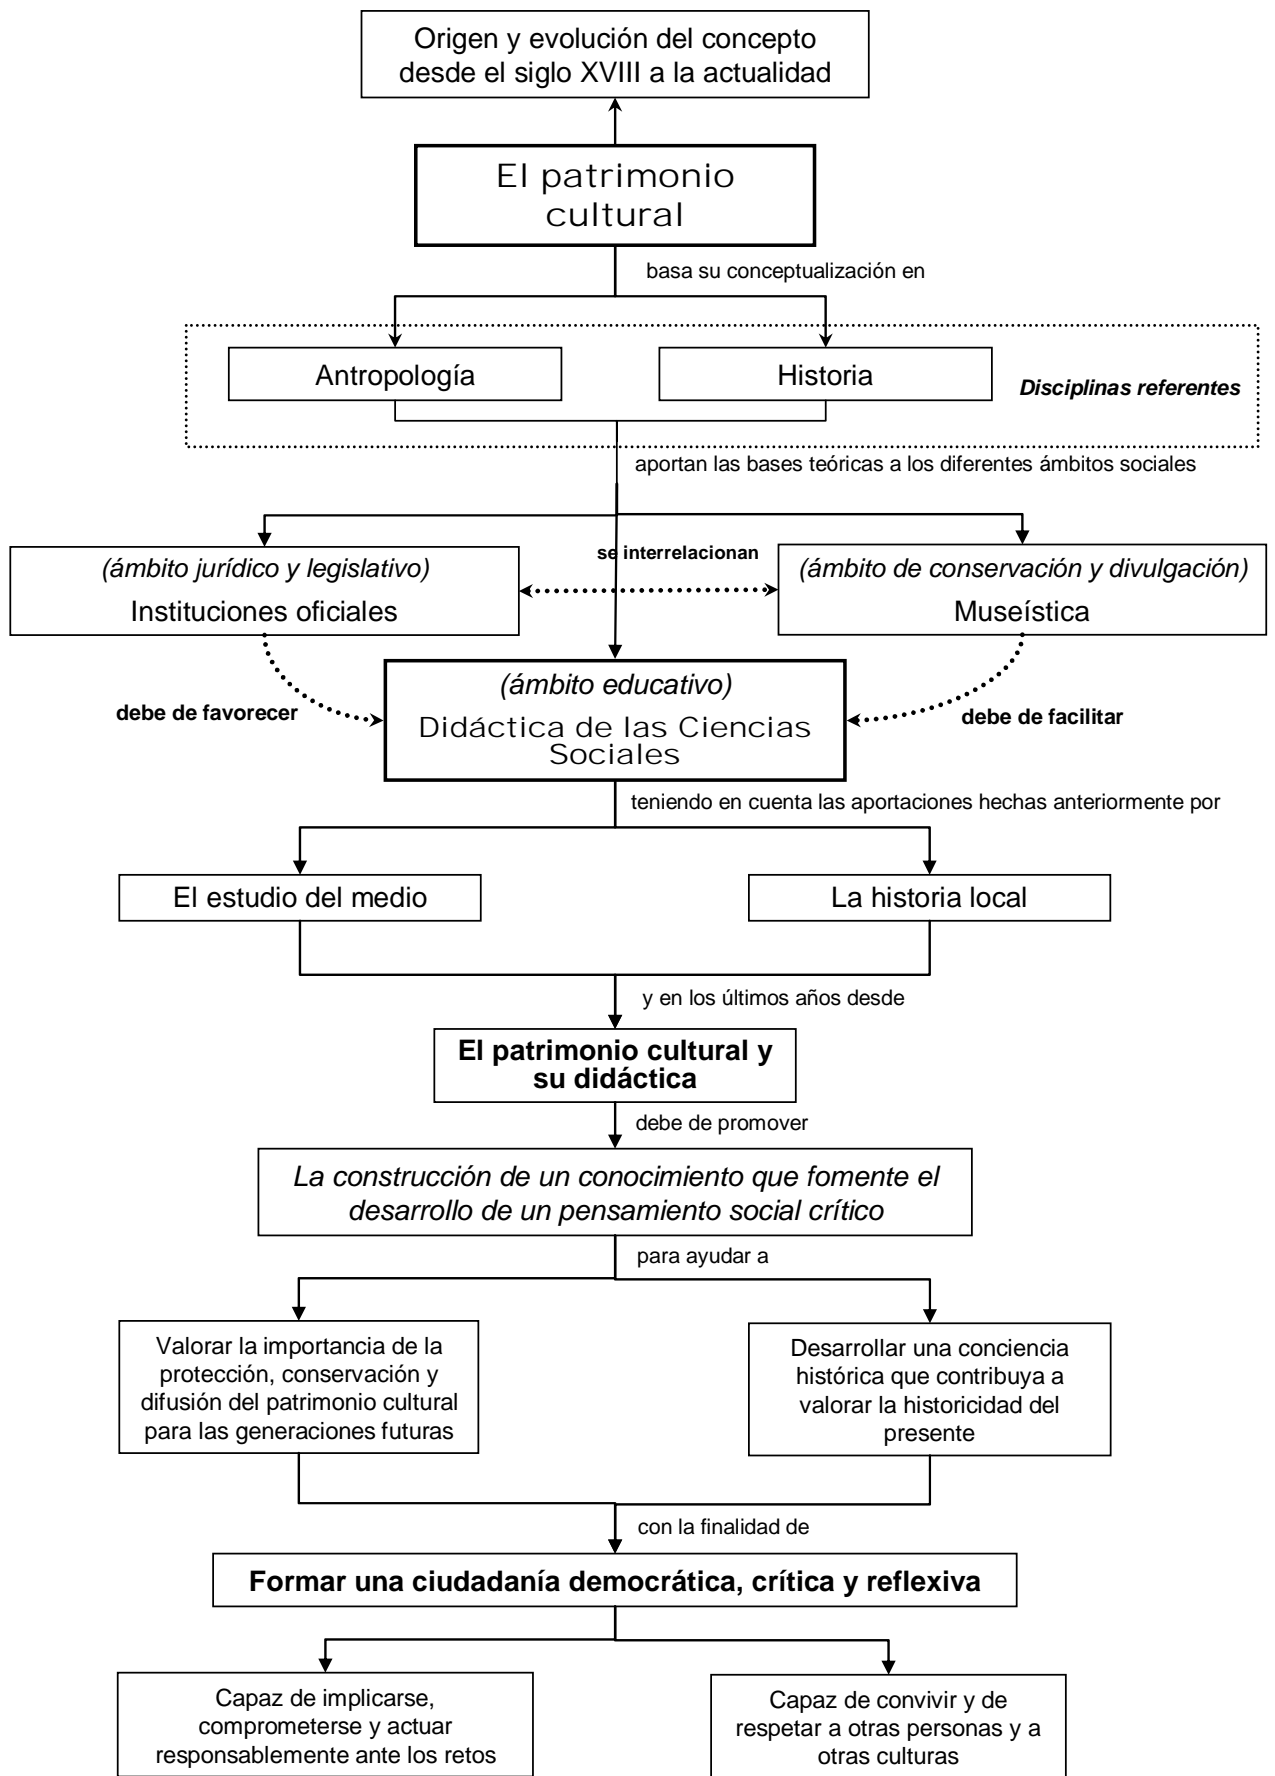 Origen y evolución del concepto
desde el siglo XVIII a la actualidad
El patrimonio
cultural
basa su conceptualización en
Antropología
Historia
Disciplinas referentes
aportan las bases teóricas a los diferentes ámbitos sociales
(ámbito jurídico y legislativo)
Instituciones oficiales
se interrelacionan
(ámbito de conservación y divulgación)
Museística
debe de favorecer
(ámbito educativo)
Didáctica de las Ciencias
Sociales
debe de facilitar
teniendo en cuenta las aportaciones hechas anteriormente por
El estudio del medio
La historia local
y en los últimos años desde
El patrimonio cultural y
su didáctica
debe de promover
La construcción de un conocimiento que fomente el
desarrollo de un pensamiento social crítico
para ayudar a
Valorar la importancia de la
protección, conservación y
difusión del patrimonio cultural
para las generaciones futuras
Desarrollar una conciencia
histórica que contribuya a
valorar la historicidad del
presente
con la finalidad de
Formar una ciudadanía democrática, crítica y reflexiva
Capaz de implicarse,
comprometerse y actuar
responsablemente ante los retos
Capaz de convivir y de
respetar a otras personas y a
otras culturas